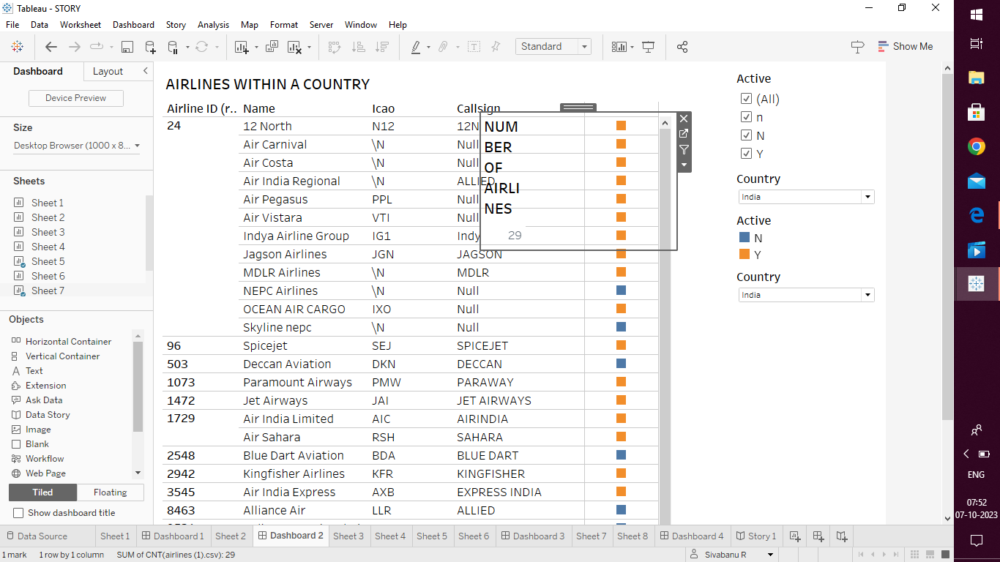 Tableau - STORY
File Data Worksheet Dashboard Story Analysis Map Format Server Window Help
Standard
Show Me
Dashboard
Layout
Device Preview
Size
Desktop Browser (1000 x 8...
Sheets
Sheet 1
Sheet 2
Sheet 3
Sheet 4
Sheet 5
Sheet 6
Sheet 7
Objects
Horizontal Container
Vertical Container
Text
Extension
Ask Data
Data Story
Image
Blank
Workflow
Web Page
Tiled
Floating
Show dashboard title
AIRLINES WITHIN A COUNTRY
Airline ID (r.. Name Icao Callsign
24 12 North N12 12N
Air Carnival \N Null
Air Costa \N Null
Air India Regional \N ALLIED
Air Pegasus PPL Null
Air Vistara VTI Null
Indya Airline Group IG1 Indy
Jagson Airlines JGN JAGSON
MDLR Airlines \N MDLR
NEPC Airlines \N Null
OCEAN AIR CARGO IXO Null
Skyline nepc \N Null
96 Spicejet SEJ SPICEJET
503 Deccan Aviation DKN DECCAN
1073 Paramount Airways PMW PARAWAY
1472 Jet Airways JAI JET AIRWAYS
1729 Air India Limited AIC AIRINDIA
Air Sahara RSH SAHARA
2548 Blue Dart Aviation BDA BLUE DART
2942 Kingfisher Airlines KFR KINGFISHER
3545 Air India Express AXB EXPRESS INDIA
8463 Alliance Air LLR ALLIED
NUM
BER
OF
AIRLI
NES
29
Active
(All)
n
N
Y
Country
India
Active
N
Y
Country
India
Data Source Sheet 1 Dashboard 1 Sheet 2 Dashboard 2 Sheet 3 Sheet 4 Sheet 5 Sheet 6 Dashboard 3 Sheet 7 Sheet 8 Dashboard 4 Story 1
1 mark 1 row by 1 column SUM of CNT(airlines (1).csv): 29
Sivabanu R
ENG
07:52
07-10-2023